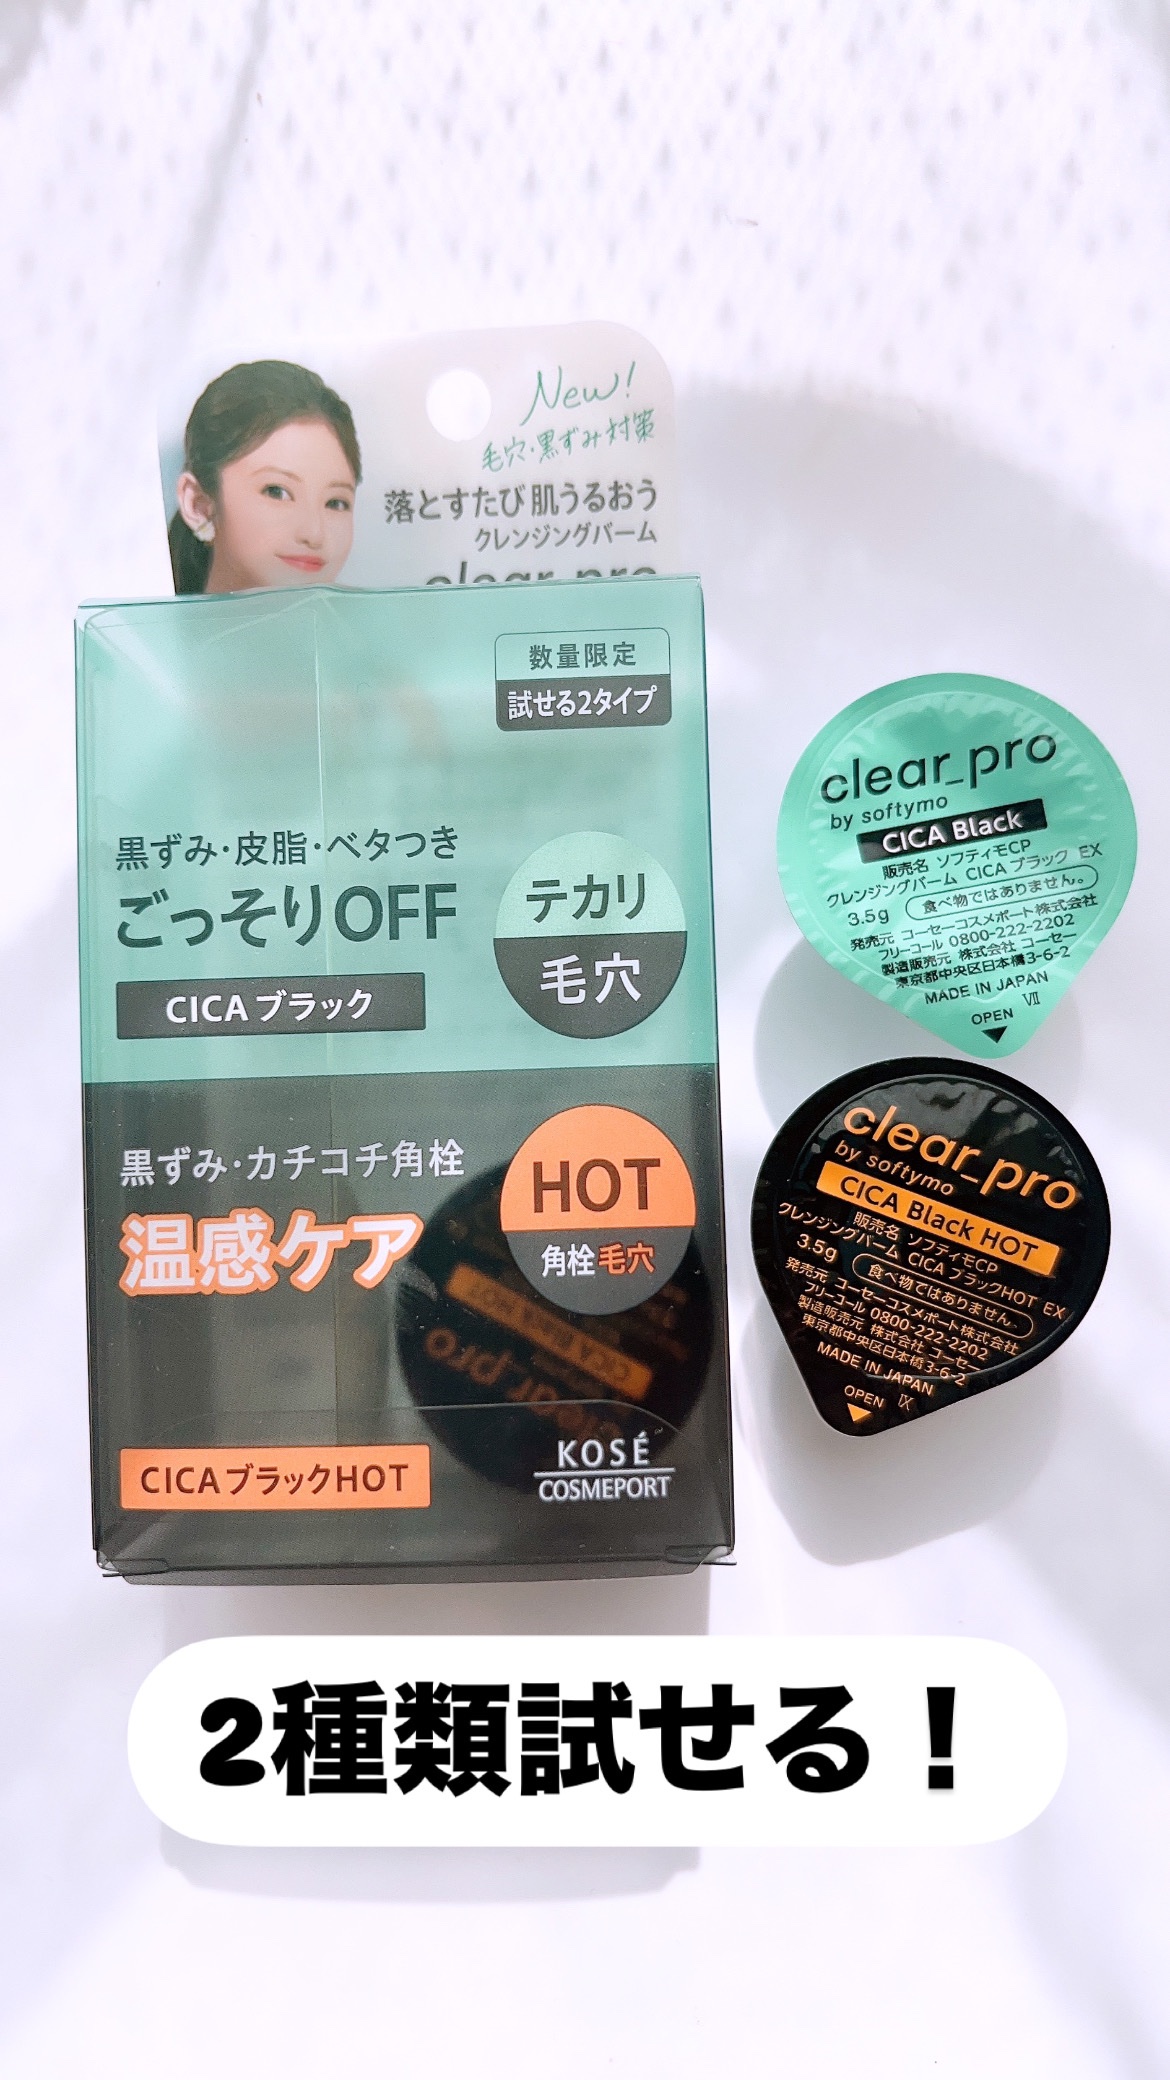 New!
毛穴・黒ずみ対策
落とすたび肌うるおう
クレンジングバーム
clear_pro
数量限定
試せる2タイプ
黒ずみ・皮脂・ベタつき
ごっそりOFF
CICAブラック
テカリ
毛穴
黒ずみ・カチコチ角栓
温感ケア
CICAブラックHOT
HOT
角栓毛穴
KOSÉ
COSMEPORT
clear_pro
by softymo
CICA Black
販売名 ソフティモCP
クレンジングバーム CICAブラック EX
3.5g 食べ物ではありません。
発売元 コーセーコスメポート株式会社
フリーコール 0800-222-2202
製造販売元 株式会社 コーセー
東京都中央区日本橋3-6-2
MADE IN JAPAN
OPEN Ⅶ
clear_pro
by softymo
CICA Black HOT
販売名 ソフティモCP
クレンジングバーム CICA ブラックHOT EX
3.5g 食べ物ではありません。
発売元 コーセーコスメポート株式会社
フリーコール 0800-222-2202
製造販売元 株式会社 コーセー
東京都中央区日本橋3-6-2
MADE IN JAPAN
OPEN Ⅸ
2種類試せる！